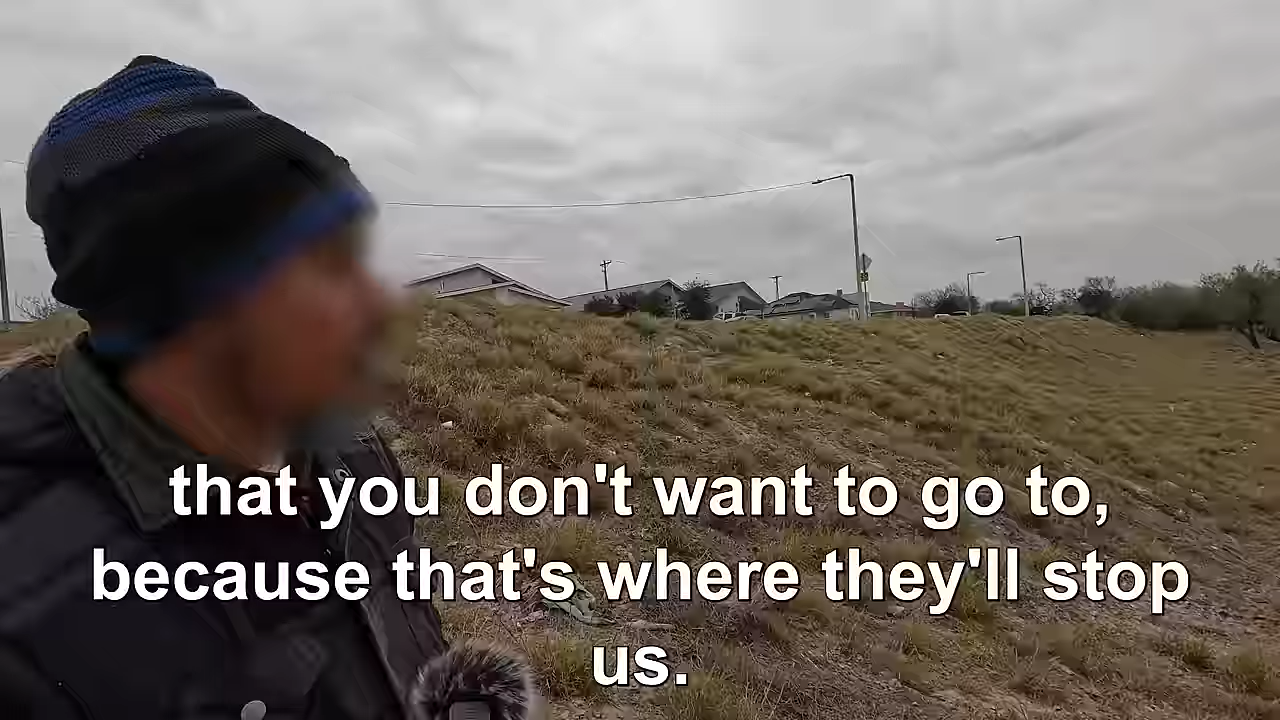 that you don't want to go to,
because that's where they'll stop
us.